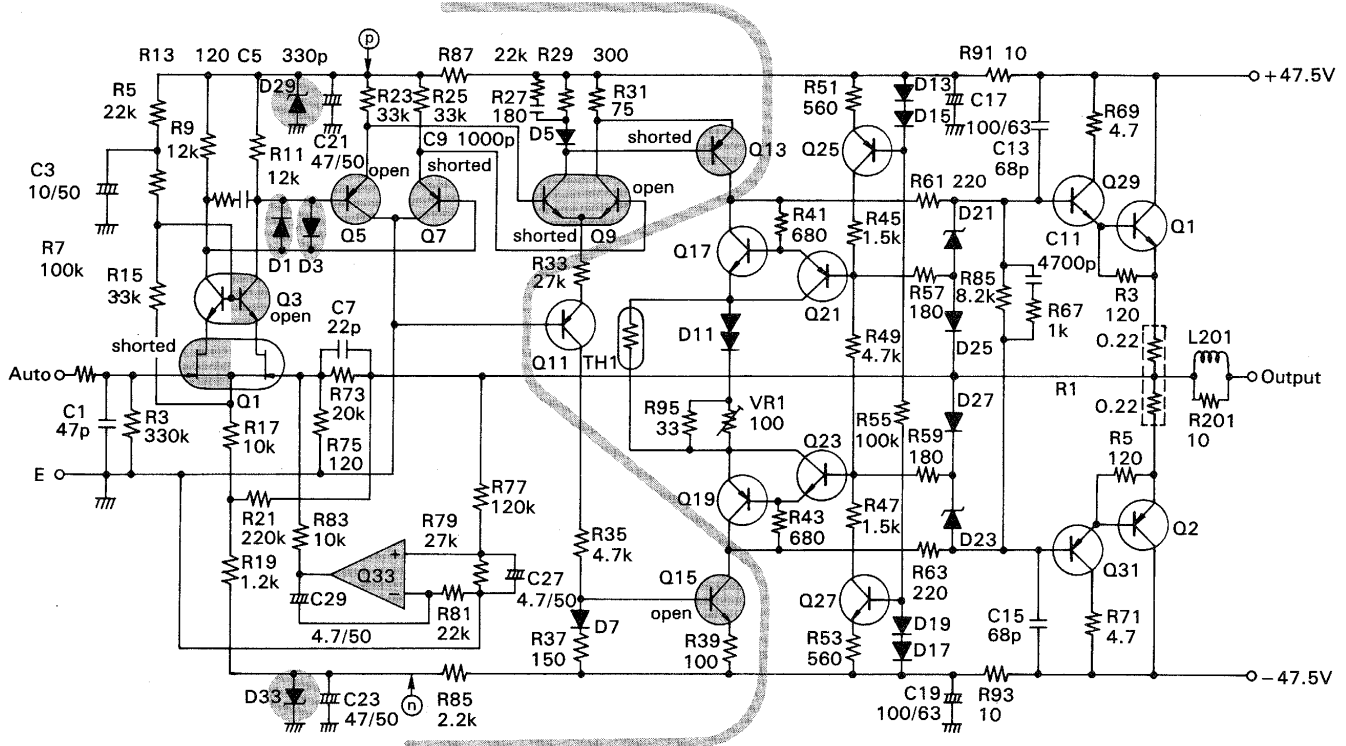 R13 120 C5 330p
p
R87 22k R29 300
R91 10
+47.5V
R5
22k
D29
R23
33k
R25
33k
R27
180
R31
75
R51
560
D13
D15
C17
100/63
R69
4.7
R9
12k
C21
47/50
C9 1000p
D5
shorted
Q13
Q25
C13
68p
C3
10/50
R11
12k
open
shorted
open
R61 220
Q29
Q5
Q7
shorted
Q9
R41
680
R45
1.5k
D21
C11
4700p
Q1
R7
100k
D1 D3
Q17
R15
33k
Q3
open
R33
27k
Q21
R57
180
R85
8.2k
R67
1k
R3
120
C7
22p
D11
R49
4.7k
D25
0.22
L201
shorted
Q11
TH1
Auto
Q1
R73
20k
R1
Output
C1
47p
R3
330k
R17
10k
R75
120
R95
33
VR1
100
R55
100k
D27
0.22
R201
10
E
Q23
R59
180
R5
120
R21
220k
R83
10k
R77
120k
Q19
R43
680
R47
1.5k
D23
Q2
R79
27k
R35
4.7k
R63
220
Q31
R19
1.2k
Q33
+
−
C27
4.7/50
Q15
open
Q27
C29
4.7/50
R81
22k
D7
D19
D17
C15
68p
R71
4.7
R37
150
R39
100
R53
560
D33
C23
47/50
n
R85
2.2k
C19
100/63
R93
10
−47.5V